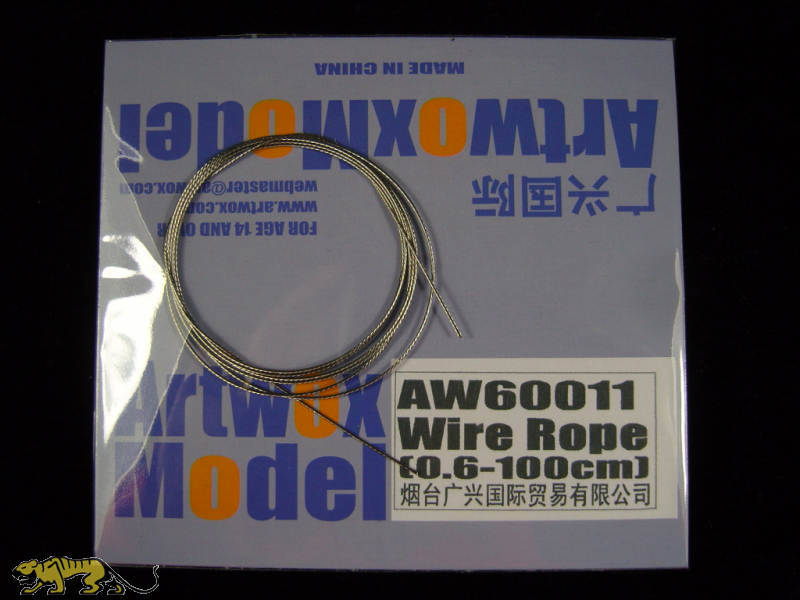 MADE IN CHINA
ArtwoxModel
广兴国际
webmaster@artwox.com
www.artwox.com
FOR AGE 14 AND OVER
Artwox
Model
AW60011
Wire Rope
(0.6-100cm)
烟台广兴国际贸易有限公司